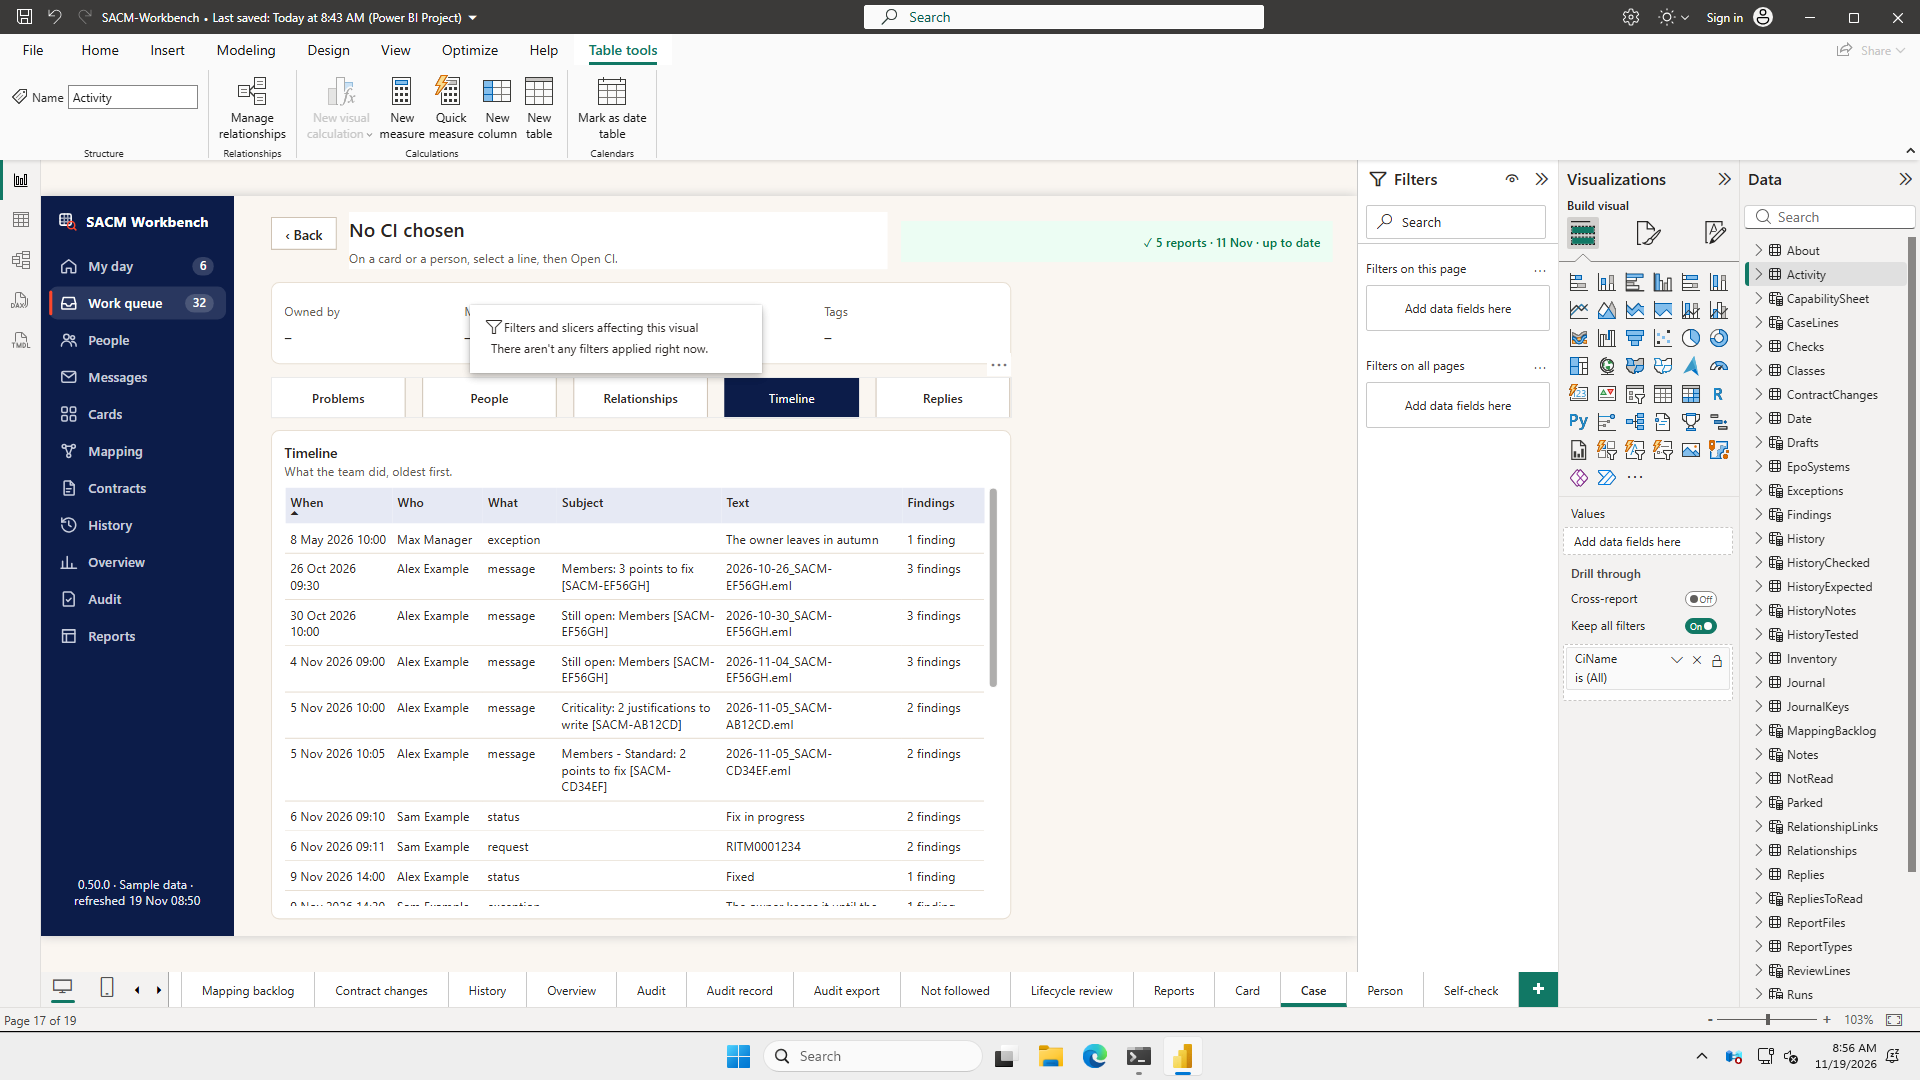 SACM-Workbench • Last saved: Today at 8:43 AM (Power BI Project)
Search
Sign in
File
Home
Insert
Modeling
Design
View
Optimize
Help
Table tools
Share
Name
Activity
Structure
Manage relationships
Relationships
New visual calculation
New measure
Quick measure
New column
New table
Calculations
Mark as date table
Calendars
SACM Workbench
My day
6
Work queue
32
People
Messages
Cards
Mapping
Contracts
History
Overview
Audit
Reports
0.50.0 · Sample data ·
refreshed 19 Nov 08:50
‹ Back
No CI chosen
On a card or a person, select a line, then Open CI.
✓ 5 reports · 11 Nov · up to date
Owned by
–
Tags
–
Filters and slicers affecting this visual
There aren't any filters applied right now.
Problems
People
Relationships
Timeline
Replies
Timeline
What the team did, oldest first.
When Who What Subject Text Findings
8 May 2026 10:00 Max Manager exception The owner leaves in autumn 1 finding
26 Oct 2026 09:30 Alex Example message Members: 3 points to fix [SACM-EF56GH] 2026-10-26_SACM-EF56GH.eml 3 findings
30 Oct 2026 10:00 Alex Example message Still open: Members [SACM-EF56GH] 2026-10-30_SACM-EF56GH.eml 3 findings
4 Nov 2026 09:00 Alex Example message Still open: Members [SACM-EF56GH] 2026-11-04_SACM-EF56GH.eml 3 findings
5 Nov 2026 10:00 Alex Example message Criticality: 2 justifications to write [SACM-AB12CD] 2026-11-05_SACM-AB12CD.eml 2 findings
5 Nov 2026 10:05 Alex Example message Members - Standard: 2 points to fix [SACM-CD34EF] 2026-11-05_SACM-CD34EF.eml 2 findings
6 Nov 2026 09:10 Sam Example status Fix in progress 2 findings
6 Nov 2026 09:11 Sam Example request RITM0001234 2 findings
9 Nov 2026 14:00 Alex Example status Fixed 1 finding
Filters
Search
Filters on this page
Add data fields here
Filters on all pages
Add data fields here
Visualizations
Build visual
Values
Add data fields here
Drill through
Cross-report
Off
Keep all filters
On
CiName
is (All)
Data
Search
About
Activity
CapabilitySheet
CaseLines
Checks
Classes
ContractChanges
Date
Drafts
EpoSystems
Exceptions
Findings
History
HistoryChecked
HistoryExpected
HistoryNotes
HistoryTested
Inventory
Journal
JournalKeys
MappingBacklog
Notes
NotRead
Parked
RelationshipLinks
Relationships
Replies
RepliesToRead
ReportFiles
ReportTypes
ReviewLines
Runs
Mapping backlog
Contract changes
History
Overview
Audit
Audit record
Audit export
Not followed
Lifecycle review
Reports
Card
Case
Person
Self-check
+
Page 17 of 19
- + 103%
Search
8:56 AM
11/19/2026